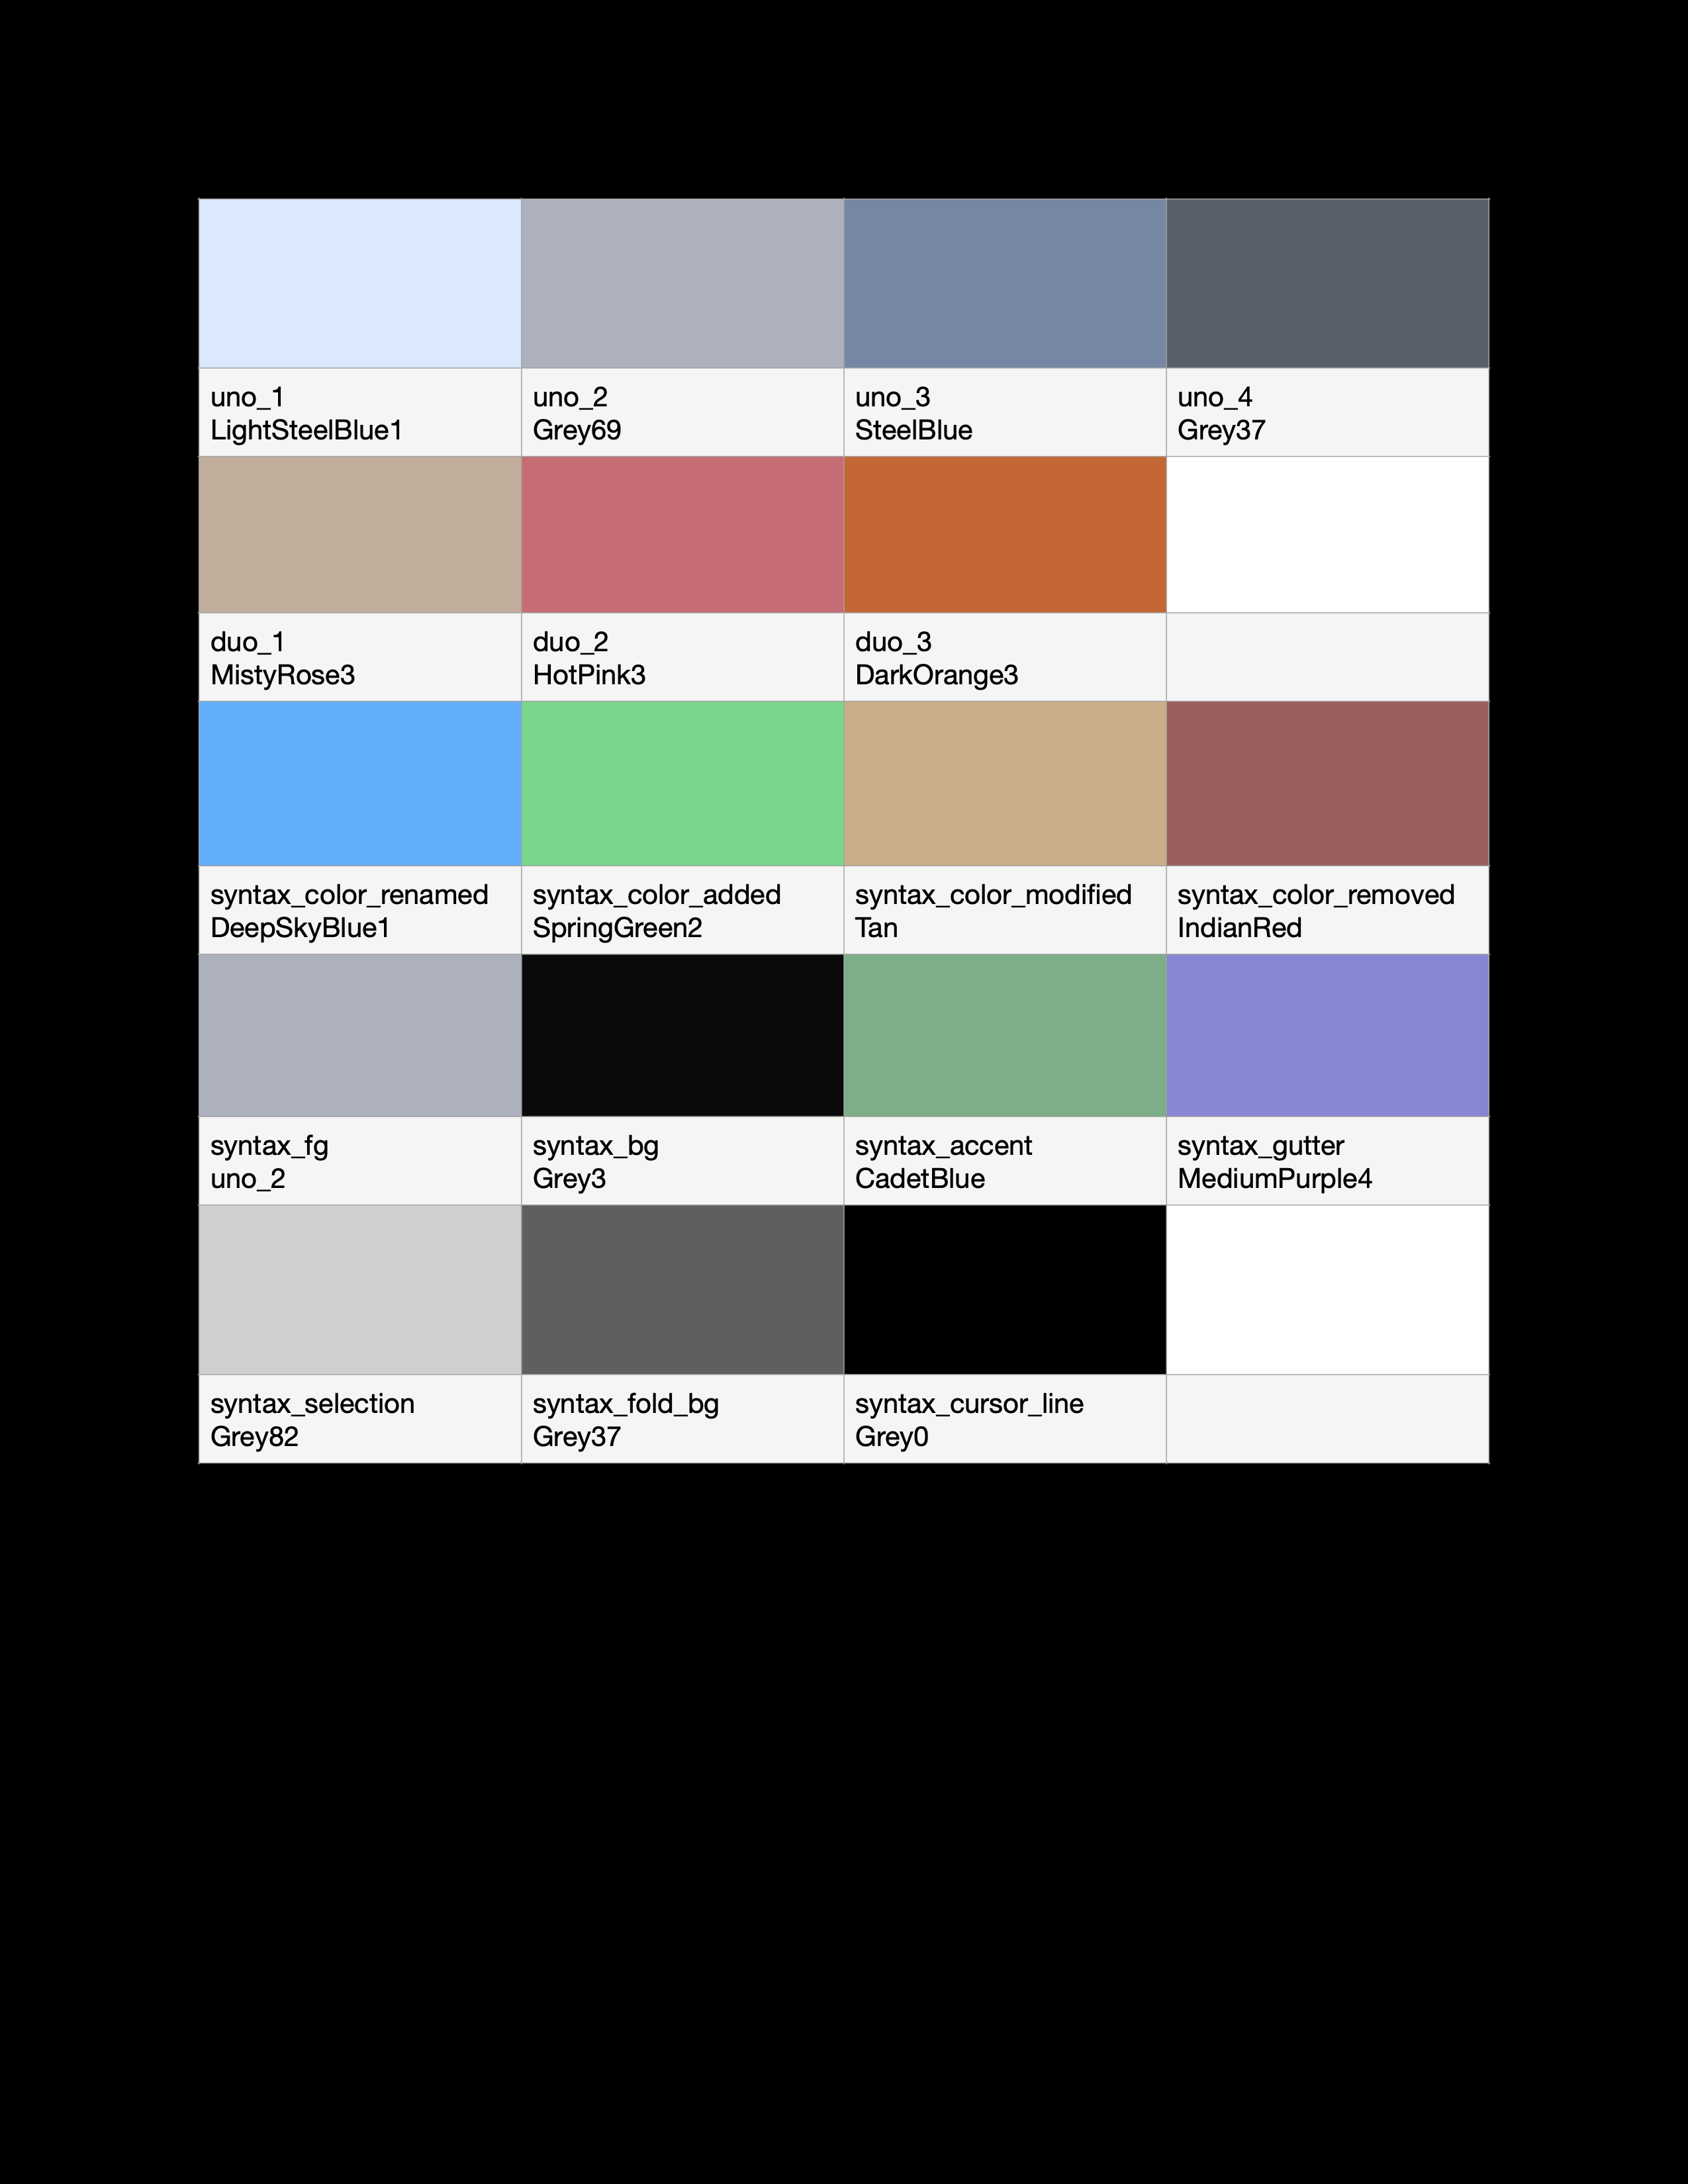 uno_1
LightSteelBlue1
uno_2
Grey69
uno_3
SteelBlue
uno_4
Grey37
duo_1
MistyRose3
duo_2
HotPink3
duo_3
DarkOrange3
syntax_color_renamed
DeepSkyBlue1
syntax_color_added
SpringGreen2
syntax_color_modified
Tan
syntax_color_removed
IndianRed
syntax_fg
uno_2
syntax_bg
Grey3
syntax_accent
CadetBlue
syntax_gutter
MediumPurple4
syntax_selection
Grey82
syntax_fold_bg
Grey37
syntax_cursor_line
Grey0